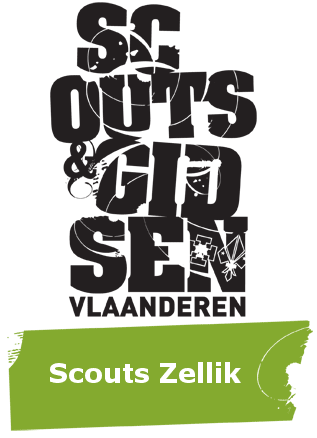 SC
OUTS
& GID
SEN
VLAANDEREN
Scouts Zellik